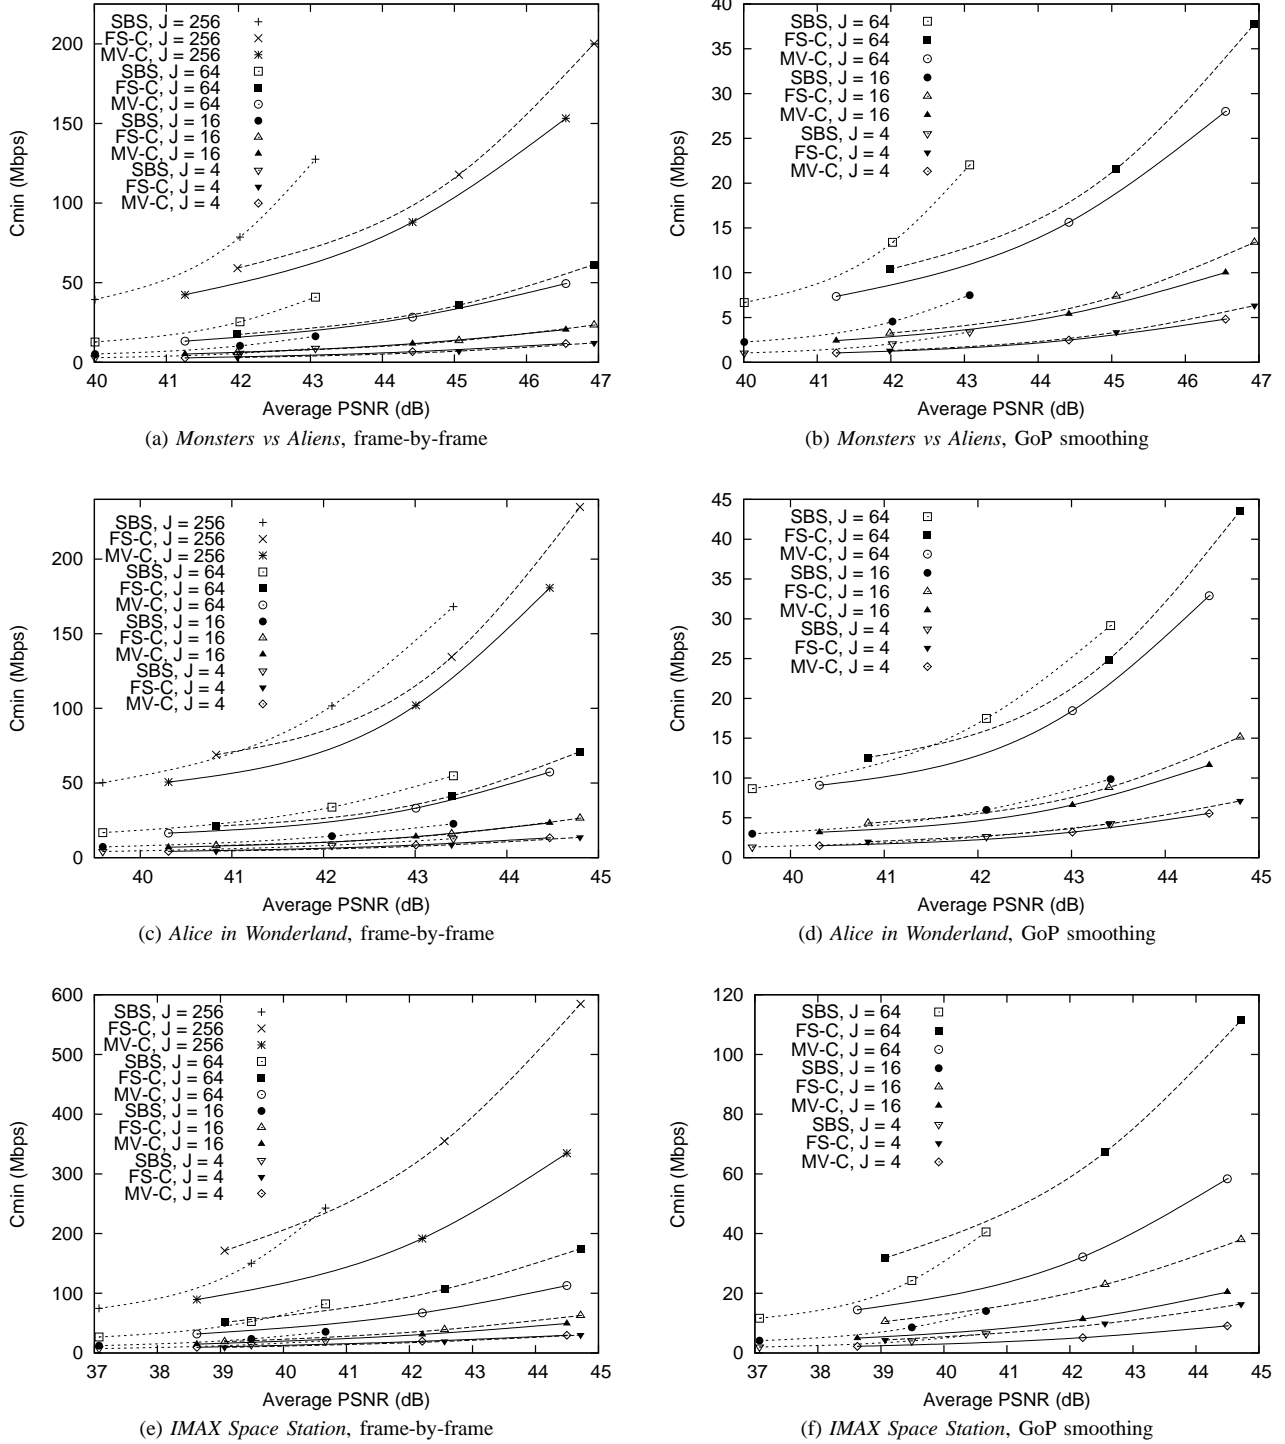 200
150
100
50
0
40
41
42
43
44
45
46
47
Cmin (Mbps)
Average PSNR (dB)
SBS, J = 256
FS-C, J = 256
MV-C, J = 256
SBS, J = 64
FS-C, J = 64
MV-C, J = 64
SBS, J = 16
FS-C, J = 16
MV-C, J = 16
SBS, J = 4
FS-C, J = 4
MV-C, J = 4
(a) Monsters vs Aliens, frame-by-frame
40
35
30
25
20
15
10
5
0
40
41
42
43
44
45
46
47
Cmin (Mbps)
Average PSNR (dB)
SBS, J = 64
FS-C, J = 64
MV-C, J = 64
SBS, J = 16
FS-C, J = 16
MV-C, J = 16
SBS, J = 4
FS-C, J = 4
MV-C, J = 4
(b) Monsters vs Aliens, GoP smoothing
200
150
100
50
0
40
41
42
43
44
45
Cmin (Mbps)
Average PSNR (dB)
SBS, J = 256
FS-C, J = 256
MV-C, J = 256
SBS, J = 64
FS-C, J = 64
MV-C, J = 64
SBS, J = 16
FS-C, J = 16
MV-C, J = 16
SBS, J = 4
FS-C, J = 4
MV-C, J = 4
(c) Alice in Wonderland, frame-by-frame
45
40
35
30
25
20
15
10
5
0
40
41
42
43
44
45
Cmin (Mbps)
Average PSNR (dB)
SBS, J = 64
FS-C, J = 64
MV-C, J = 64
SBS, J = 16
FS-C, J = 16
MV-C, J = 16
SBS, J = 4
FS-C, J = 4
MV-C, J = 4
(d) Alice in Wonderland, GoP smoothing
600
500
400
300
200
100
0
37
38
39
40
41
42
43
44
45
Cmin (Mbps)
Average PSNR (dB)
SBS, J = 256
FS-C, J = 256
MV-C, J = 256
SBS, J = 64
FS-C, J = 64
MV-C, J = 64
SBS, J = 16
FS-C, J = 16
MV-C, J = 16
SBS, J = 4
FS-C, J = 4
MV-C, J = 4
(e) IMAX Space Station, frame-by-frame
120
100
80
60
40
20
0
37
38
39
40
41
42
43
44
45
Cmin (Mbps)
Average PSNR (dB)
SBS, J = 64
FS-C, J = 64
MV-C, J = 64
SBS, J = 16
FS-C, J = 16
MV-C, J = 16
SBS, J = 4
FS-C, J = 4
MV-C, J = 4
(f) IMAX Space Station, GoP smoothing